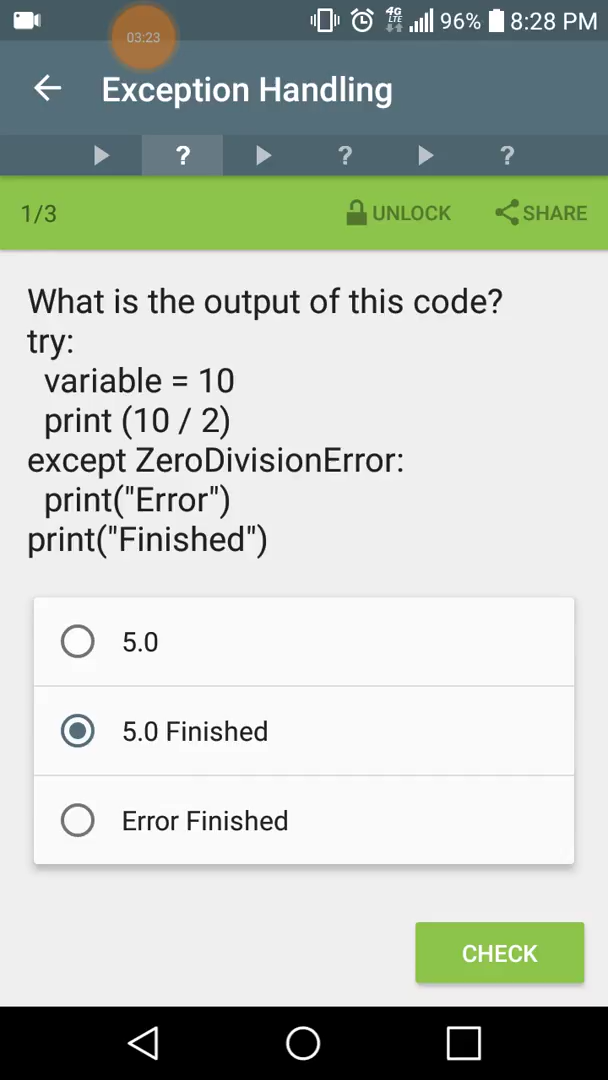 03:23
4G LTE 96% 8:28 PM
Exception Handling
? ? ?
1/3 UNLOCK SHARE
What is the output of this code?
try:
variable = 10
print (10 / 2)
except ZeroDivisionError:
print("Error")
print("Finished")
5.0
5.0 Finished
Error Finished
CHECK